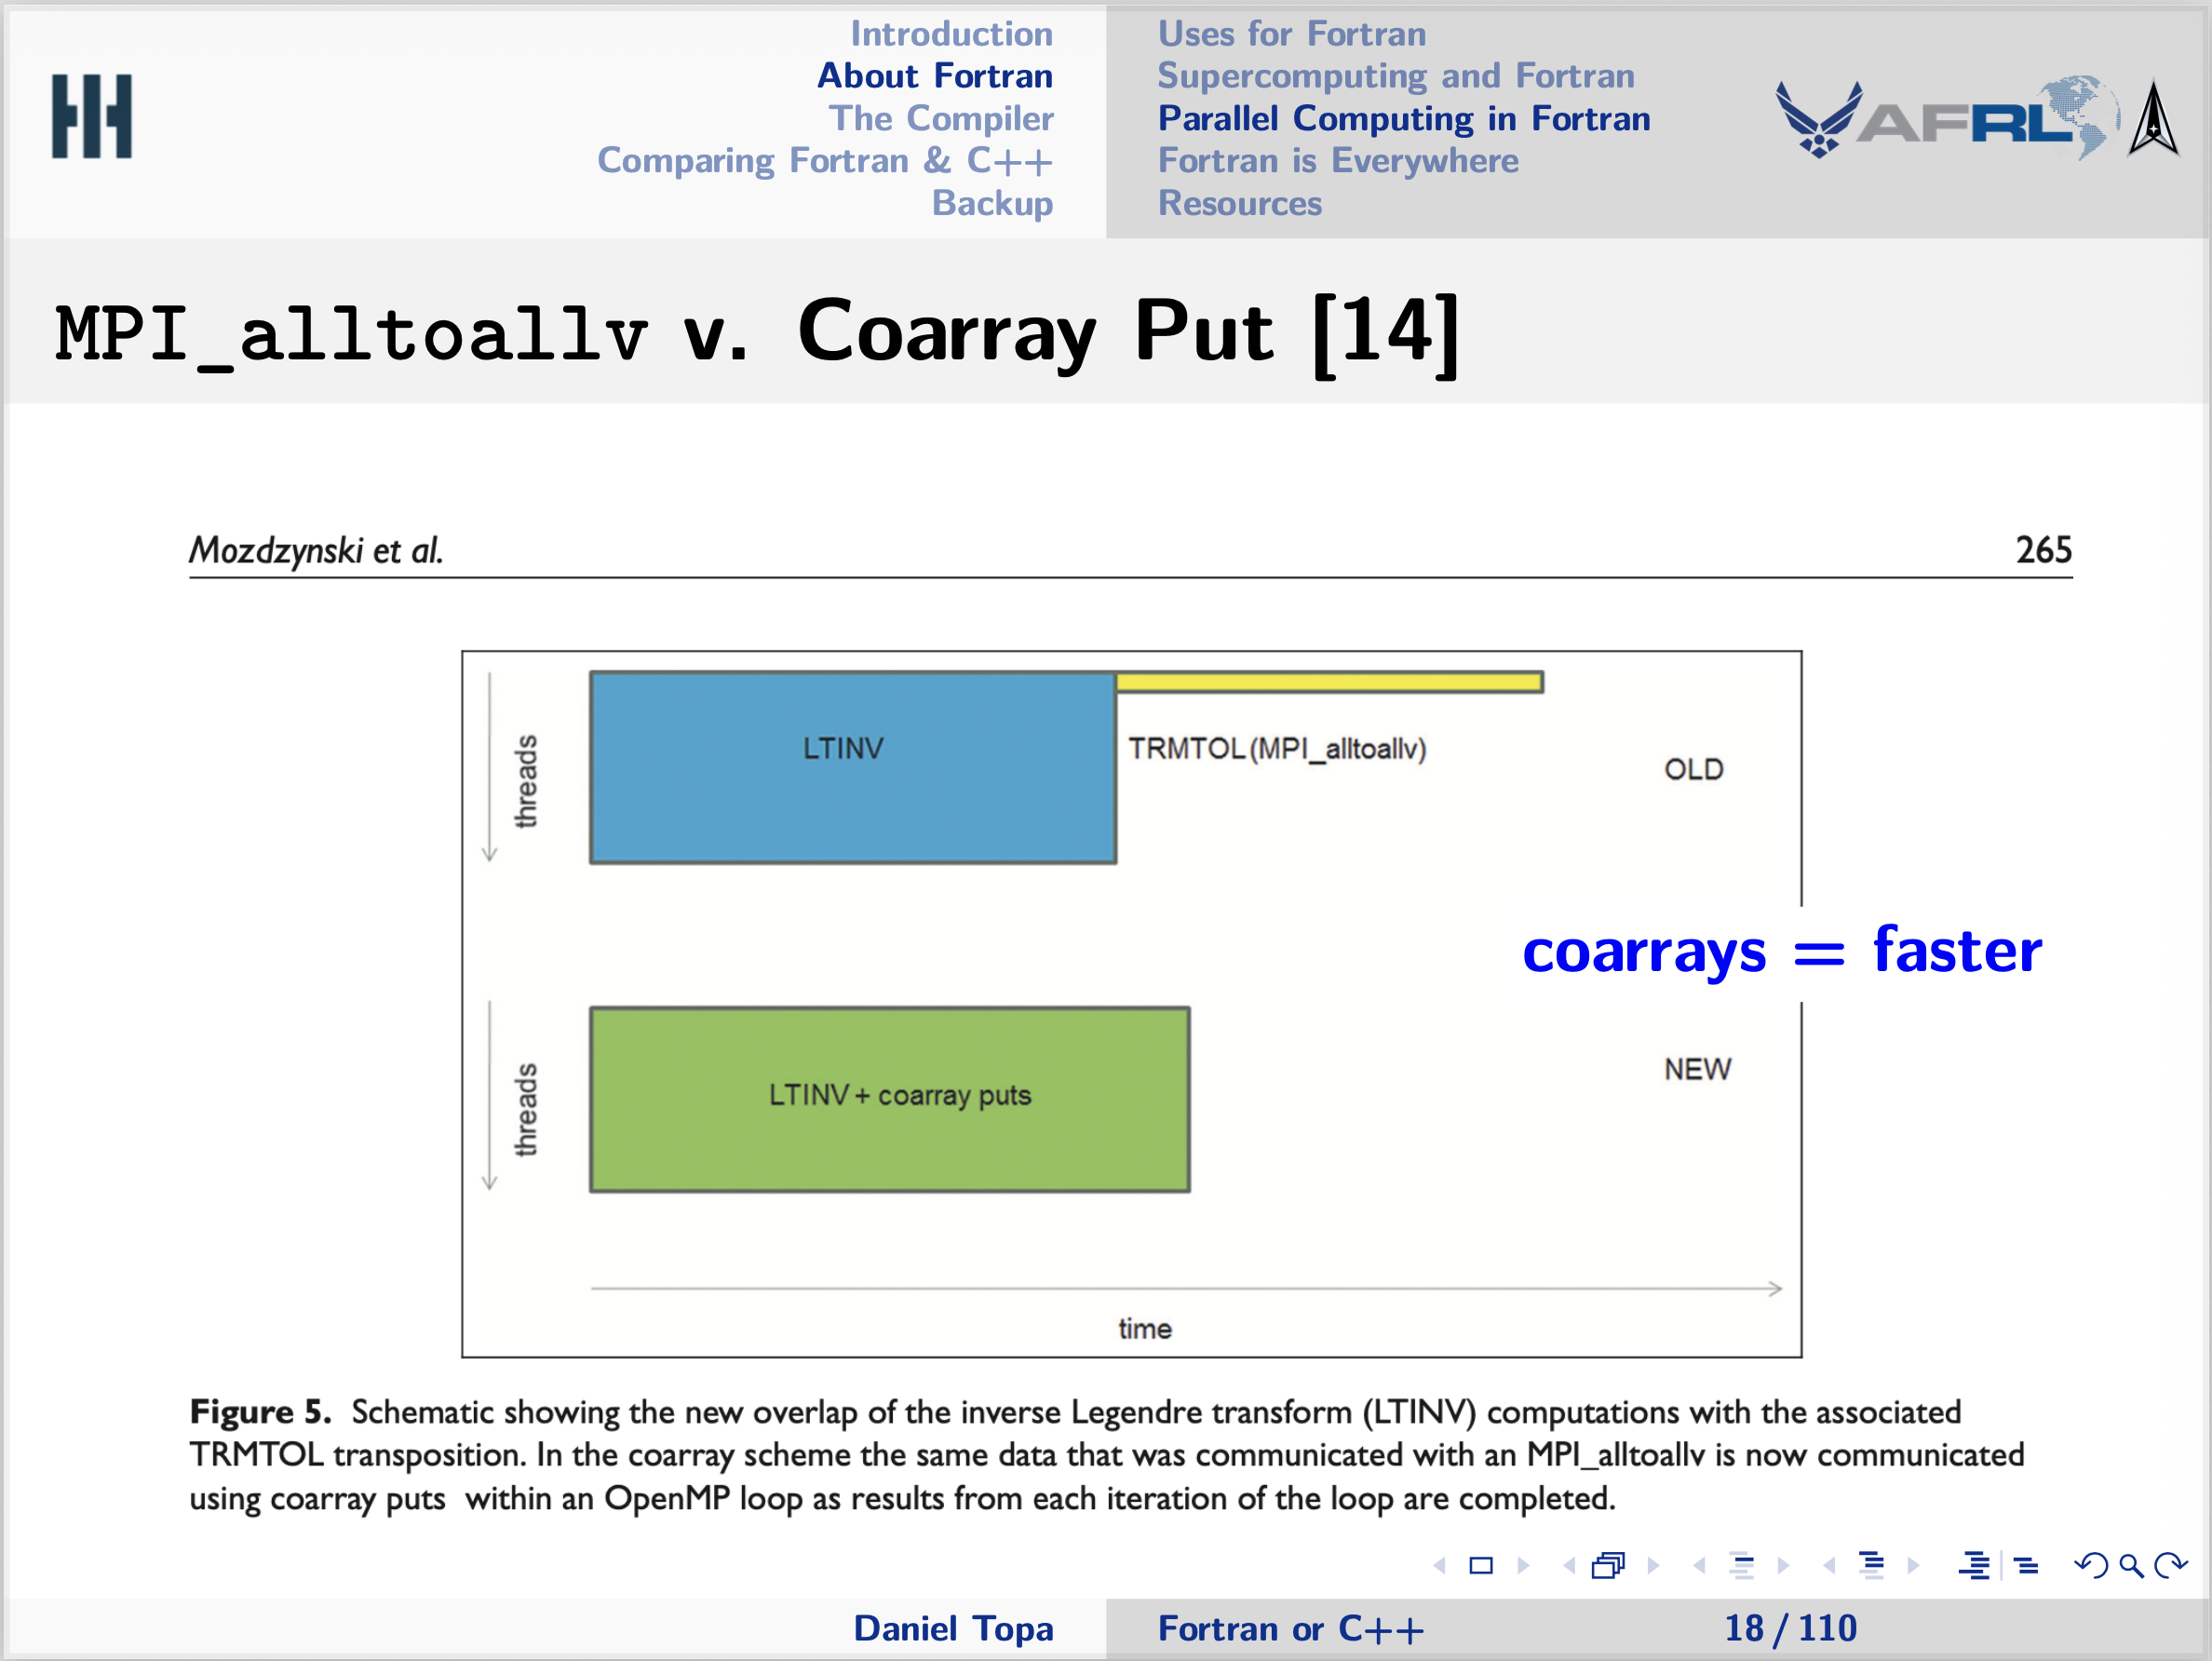 Introduction
About Fortran
The Compiler
Comparing Fortran & C++
Backup
Uses for Fortran
Supercomputing and Fortran
Parallel Computing in Fortran
Fortran is Everywhere
Resources
AFRL
MPI_alltoallv v. Coarray Put [14]
Mozdzynski et al. 265
threads
LTINV
TRMTOL(MPI_alltoallv)
OLD
coarrays = faster
threads
LTINV + coarray puts
NEW
time
Figure 5. Schematic showing the new overlap of the inverse Legendre transform (LTINV) computations with the associated
TRMTOL transposition. In the coarray scheme the same data that was communicated with an MPI_alltoallv is now communicated
using coarray puts within an OpenMP loop as results from each iteration of the loop are completed.
Daniel Topa Fortran or C++ 18 / 110